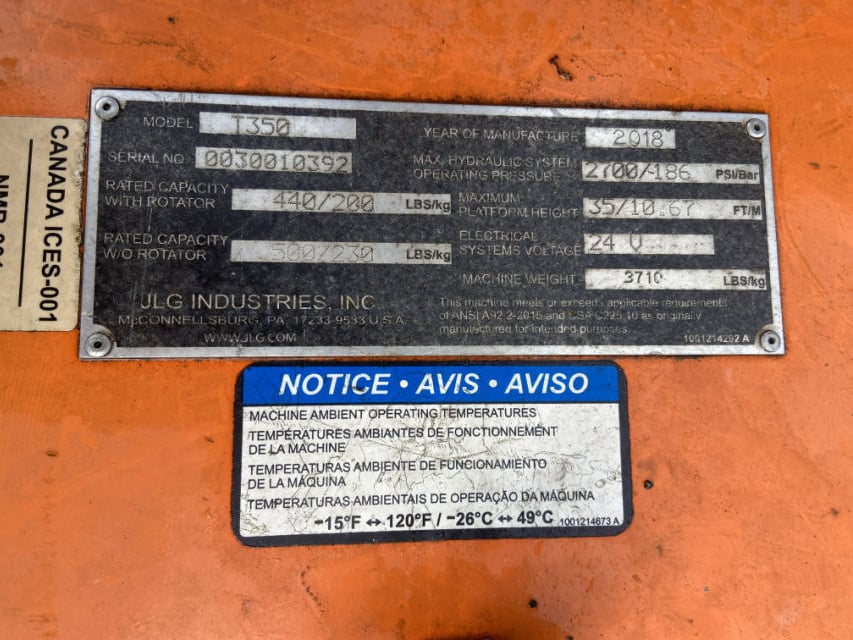 CANADA ICES-001
MODEL T350
SERIAL NO 0030010392
RATED CAPACITY
WITH ROTATOR 440/200 LBS/kg
RATED CAPACITY
W/O ROTATOR 500/230 LBS/kg
JLG INDUSTRIES, INC.
McCONNELLSBURG, PA. 17233-9533 U.S.A.
WWW.JLG.COM
YEAR OF MANUFACTURE 2018
MAX. HYDRAULIC SYSTEM
OPERATING PRESSURE 2700/186 PSI/Bar
MAXIMUM
PLATFORM HEIGHT 35/10.67 FT/M
ELECTRICAL
SYSTEMS VOLTAGE 24 V
MACHINE WEIGHT 3710 LBS/kg
This machine meets or exceeds applicable requirements
of ANSI A92.2-2015 and CSA C225.10 as originally
manufactured for intended purposes.
1001214292 A
NOTICE • AVIS • AVISO
MACHINE AMBIENT OPERATING TEMPERATURES
TEMPÉRATURES AMBIANTES DE FONCTIONNEMENT
DE LA MACHINE
TEMPERATURAS AMBIENTE DE FUNCIONAMIENTO
DE LA MÁQUINA
TEMPERATURAS AMBIENTAIS DE OPERAÇÃO DA MÁQUINA
-15°F ↔ 120°F / -26°C ↔ 49°C 1001214673 A